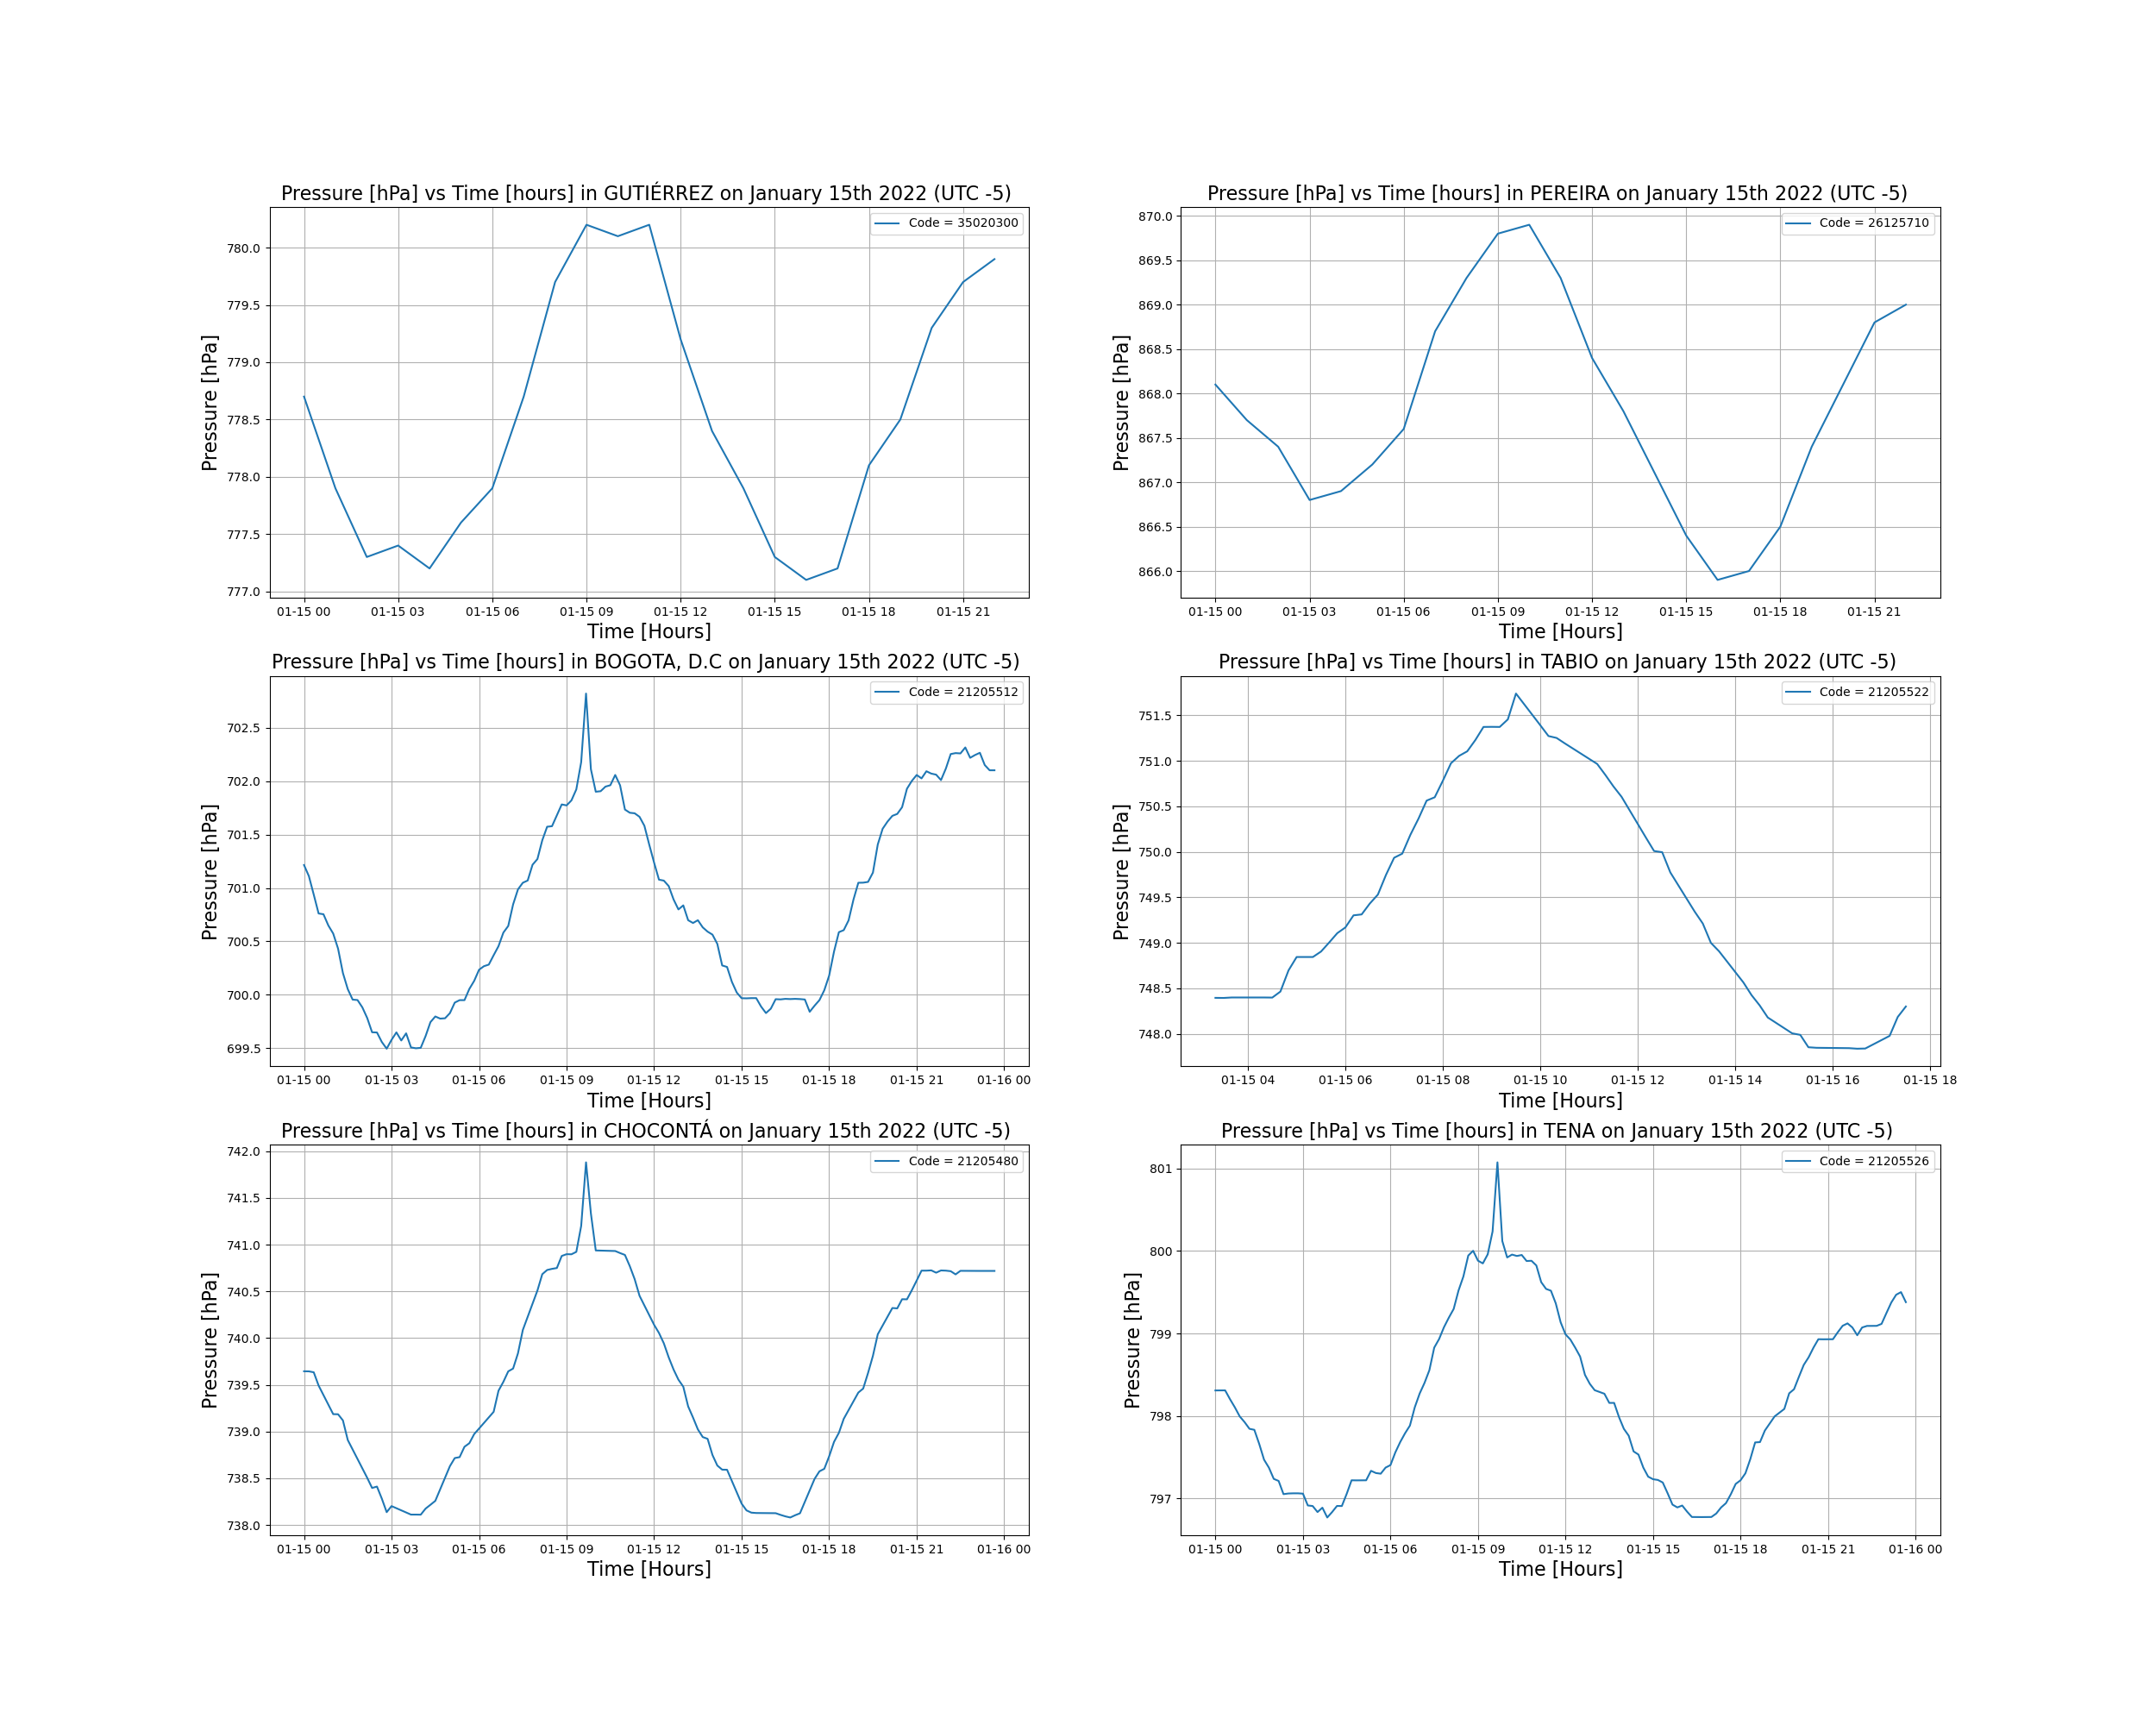 Pressure [hPa] vs Time [hours] in GUTIÉRREZ on January 15th 2022 (UTC -5)
Code = 35020300
Pressure [hPa]
780.0
779.5
779.0
778.5
778.0
777.5
777.0
01-15 00 01-15 03 01-15 06 01-15 09 01-15 12 01-15 15 01-15 18 01-15 21
Time [Hours]
Pressure [hPa] vs Time [hours] in PEREIRA on January 15th 2022 (UTC -5)
Code = 26125710
Pressure [hPa]
870.0
869.5
869.0
868.5
868.0
867.5
867.0
866.5
866.0
01-15 00 01-15 03 01-15 06 01-15 09 01-15 12 01-15 15 01-15 18 01-15 21
Time [Hours]
Pressure [hPa] vs Time [hours] in BOGOTA, D.C on January 15th 2022 (UTC -5)
Code = 21205512
Pressure [hPa]
702.5
702.0
701.5
701.0
700.5
700.0
699.5
01-15 00 01-15 03 01-15 06 01-15 09 01-15 12 01-15 15 01-15 18 01-15 21 01-16 00
Time [Hours]
Pressure [hPa] vs Time [hours] in TABIO on January 15th 2022 (UTC -5)
Code = 21205522
Pressure [hPa]
751.5
751.0
750.5
750.0
749.5
749.0
748.5
748.0
01-15 04 01-15 06 01-15 08 01-15 10 01-15 12 01-15 14 01-15 16 01-15 18
Time [Hours]
Pressure [hPa] vs Time [hours] in CHOCONTÁ on January 15th 2022 (UTC -5)
Code = 21205480
Pressure [hPa]
742.0
741.5
741.0
740.5
740.0
739.5
739.0
738.5
738.0
01-15 00 01-15 03 01-15 06 01-15 09 01-15 12 01-15 15 01-15 18 01-15 21 01-16 00
Time [Hours]
Pressure [hPa] vs Time [hours] in TENA on January 15th 2022 (UTC -5)
Code = 21205526
Pressure [hPa]
801
800
799
798
797
01-15 00 01-15 03 01-15 06 01-15 09 01-15 12 01-15 15 01-15 18 01-15 21 01-16 00
Time [Hours]